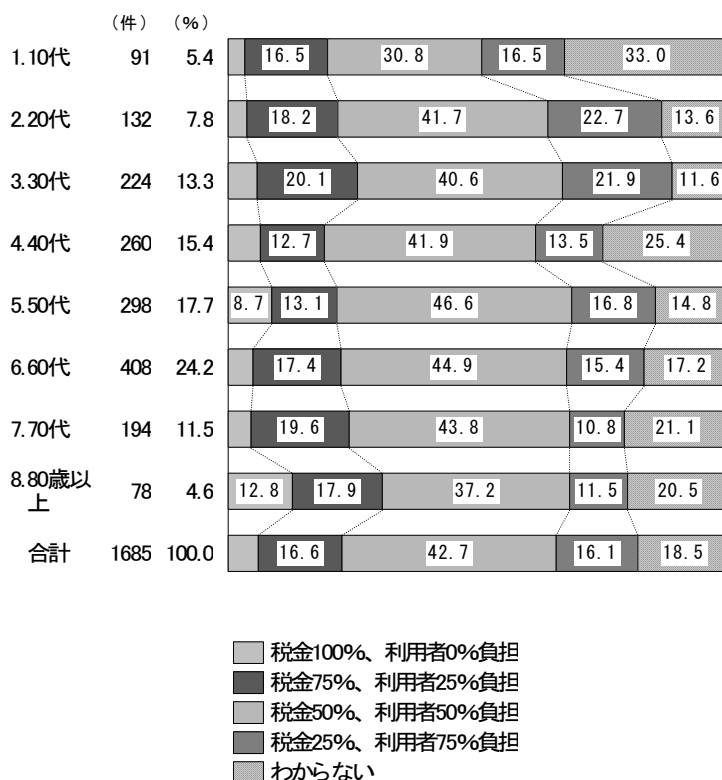 （件） （%）
1.10代 91 5.4 16.5 30.8 16.5 33.0
2.20代 132 7.8 18.2 41.7 22.7 13.6
3.30代 224 13.3 20.1 40.6 21.9 11.6
4.40代 260 15.4 12.7 41.9 13.5 25.4
5.50代 298 17.7 8.7 13.1 46.6 16.8 14.8
6.60代 408 24.2 17.4 44.9 15.4 17.2
7.70代 194 11.5 19.6 43.8 10.8 21.1
8.80歳以
上 78 4.6 12.8 17.9 37.2 11.5 20.5
合計 1685 100.0 16.6 42.7 16.1 18.5
税金100%、利用者0%負担
税金75%、利用者25%負担
税金50%、利用者50%負担
税金25%、利用者75%負担
わからない